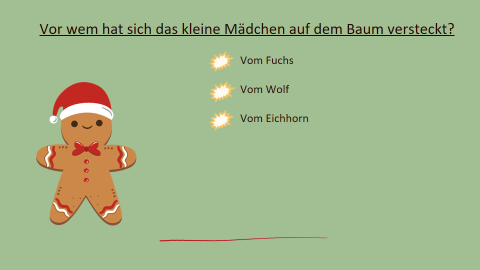 Vor wem hat sich das kleine Mädchen auf dem Baum versteckt?
Vom Fuchs
Vom Wolf
Vom Eichhorn